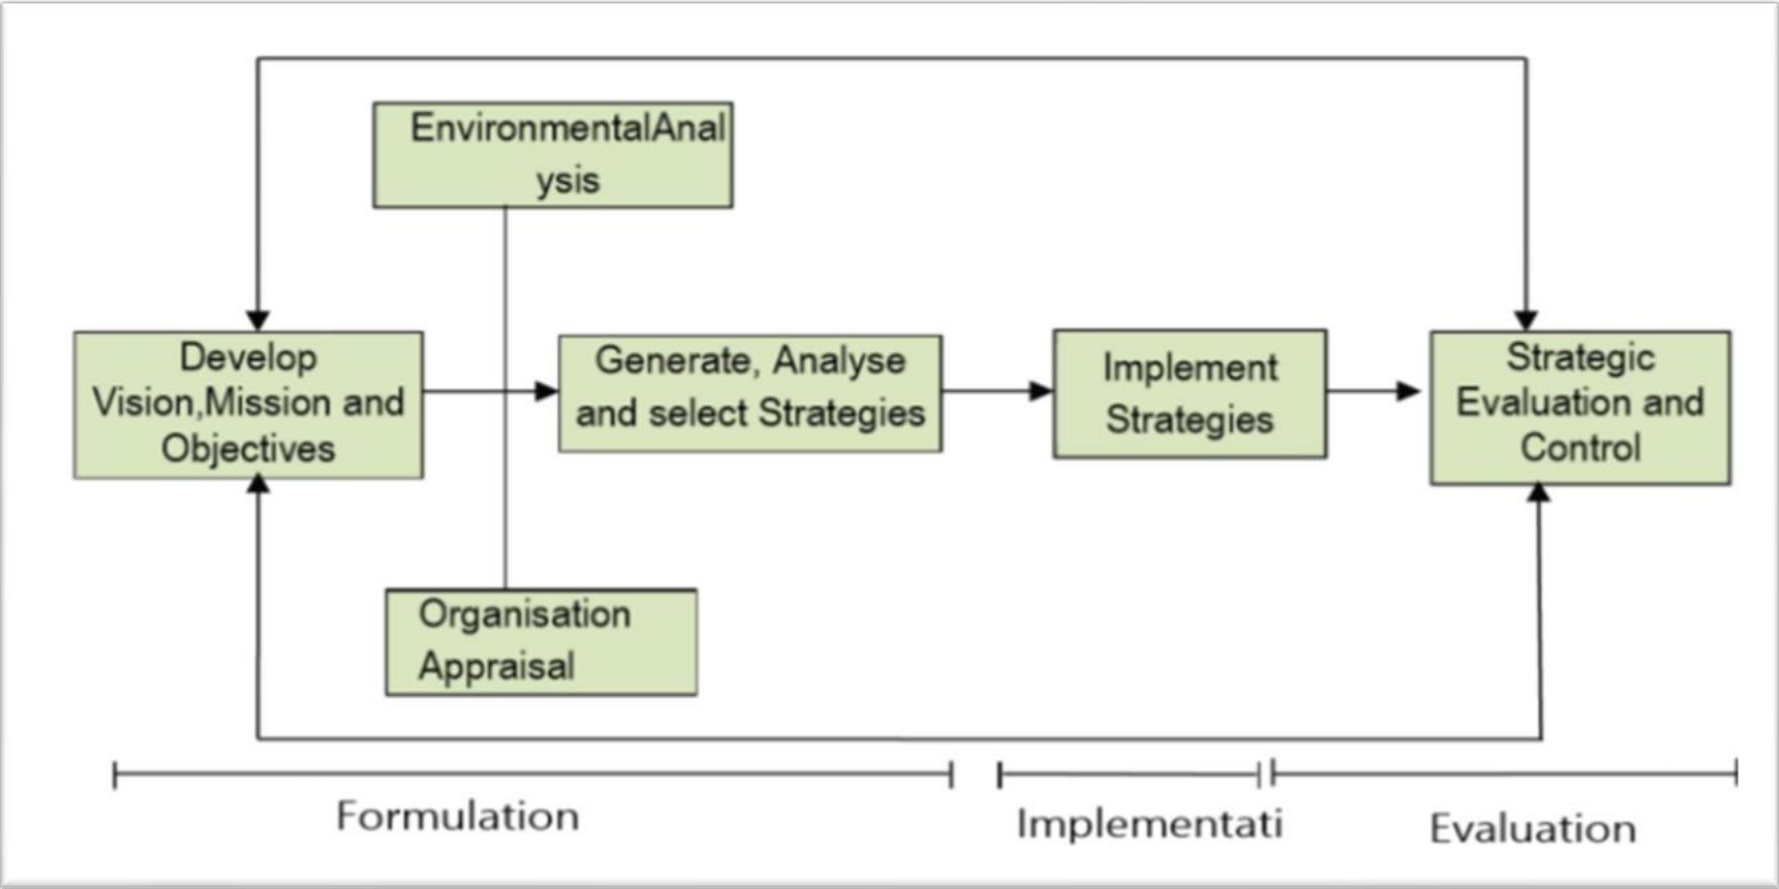 EnvironmentalAnal
ysis
Develop
Vision,Mission and
Objectives
Generate, Analyse
and select Strategies
Implement
Strategies
Strategic
Evaluation and
Control
Organisation
Appraisal
Formulation
Implementati
Evaluation